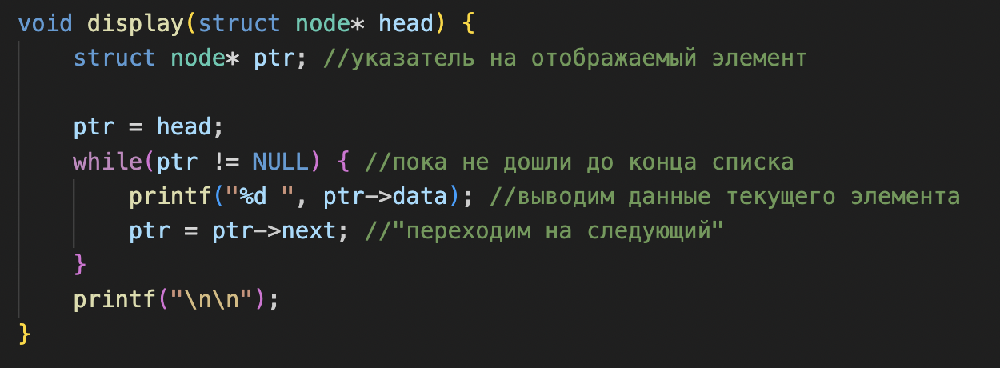 void display(struct node* head) {
struct node* ptr; //указатель на отображаемый элемент
ptr = head;
while(ptr != NULL) { //пока не дошли до конца списка
printf("%d ", ptr->data); //выводим данные текущего элемента
ptr = ptr->next; //"переходим на следующий"
}
printf("\n\n");
}